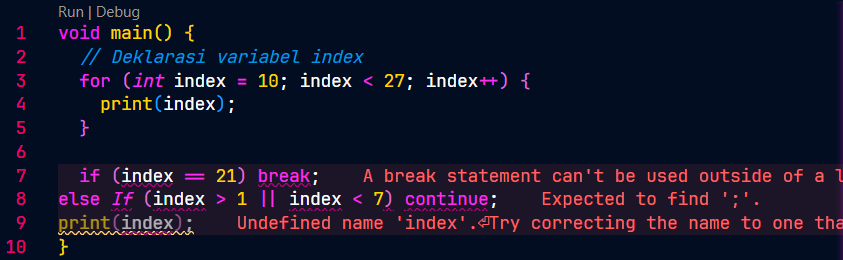 Run | Debug
1 void main() {
2 // Deklarasi variabel index
3 for (int index = 10; index < 27; index++) {
4 print(index);
5 }
6
7 if (index == 21) break; A break statement can't be used outside of a l
8 else If (index > 1 || index < 7) continue; Expected to find ';'.
9 print(index); Undefined name 'index'.⏎Try correcting the name to one tha
10 }